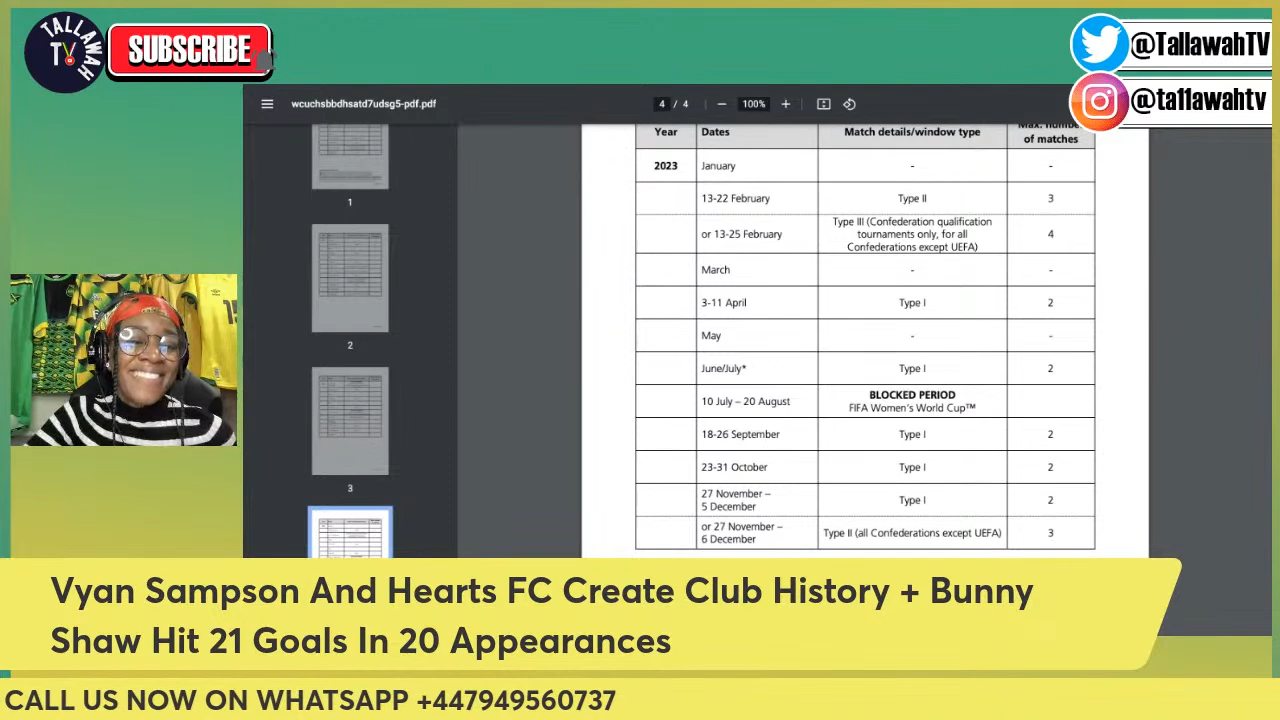 TALLAWAH
TV
SUBSCRIBE
@TallawahTV
@ta11awahtv
wcuchsbbdhsatd7udsg5-pdf.pdf
4 / 4
100%
1
2
3
Year Dates Match details/window type Max. number
of matches
2023 January - -
13-22 February Type II 3
or 13-25 February Type III (Confederation qualification
tournaments only, for all
Confederations except UEFA) 4
March - -
3-11 April Type I 2
May - -
June/July* Type I 2
10 July – 20 August BLOCKED PERIOD
FIFA Women's World Cup™
18-26 September Type I 2
23-31 October Type I 2
27 November –
5 December Type I 2
or 27 November –
6 December Type II (all Confederations except UEFA) 3
Vyan Sampson And Hearts FC Create Club History + Bunny
Shaw Hit 21 Goals In 20 Appearances
CALL US NOW ON WHATSAPP +447949560737